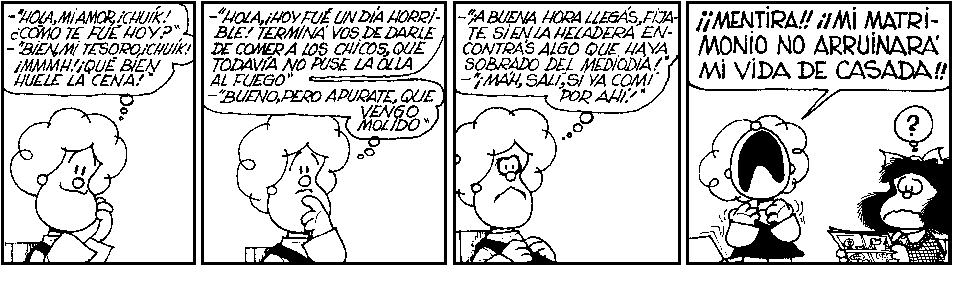 -"HOLA, MI AMOR, ¡CHUIK!
¿CÓMO TE FUÉ HOY?"
-"BIEN, MI TESORO, ¡CHUIK!
¡MMMH! ¡QUÉ BIEN
HUELE LA CENA!"
-"HOLA, ¡HOY FUÉ UN DÍA HORRI-
BLE! TERMINÁ VOS DE DARLE
DE COMER A LOS CHICOS, QUE
TODAVÍA NO PUSE LA OLLA
AL FUEGO"
-"BUENO, PERO APURATE, QUE
VENGO
MOLIDO"
-"¡A BUENA HORA LLEGÁS, FIJA-
TE SI EN LA HELADERA EN-
CONTRÁS ALGO QUE HAYA
SOBRADO DEL MEDIODÍA!"
-"¡MAH, SALÍ, SI YA COMÍ
POR AHÍ!"
¡¡MENTIRA!! ¡¡MI MATRI-
MONIO NO ARRUINARÁ
MI VIDA DE CASADA!!
?